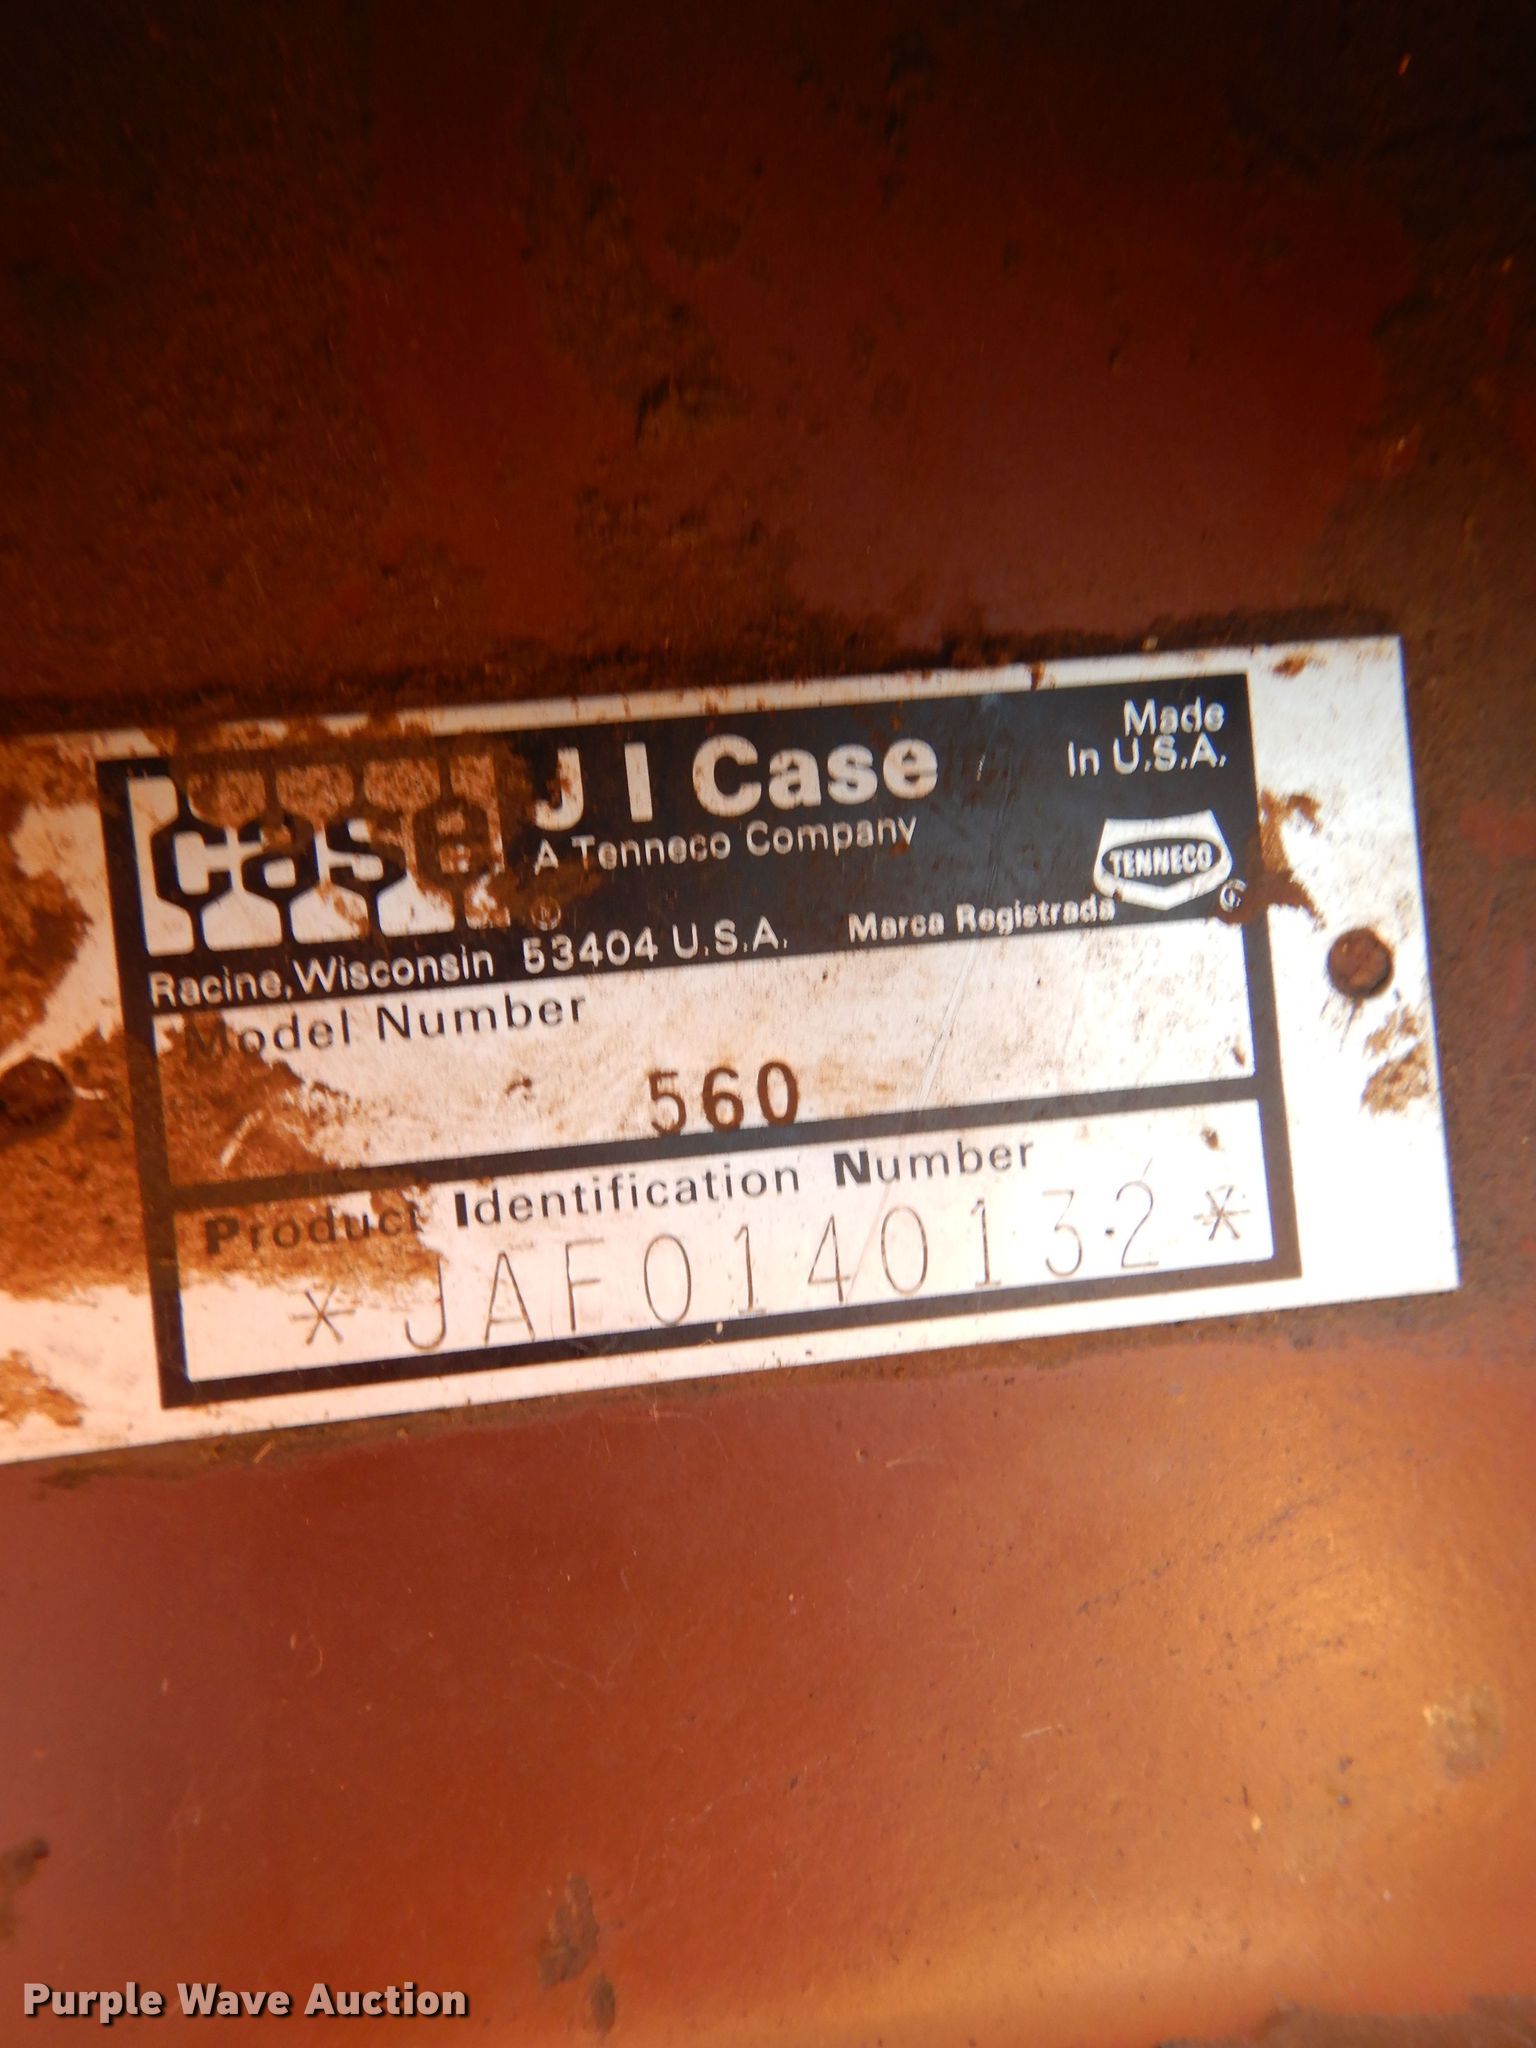 case
J I Case
A Tenneco Company
Made
In U.S.A.
TENNECO
®
Racine, Wisconsin 53404 U.S.A.
Marca Registrada
Model Number
560
Product Identification Number
*JAF0140132*
Purple Wave Auction